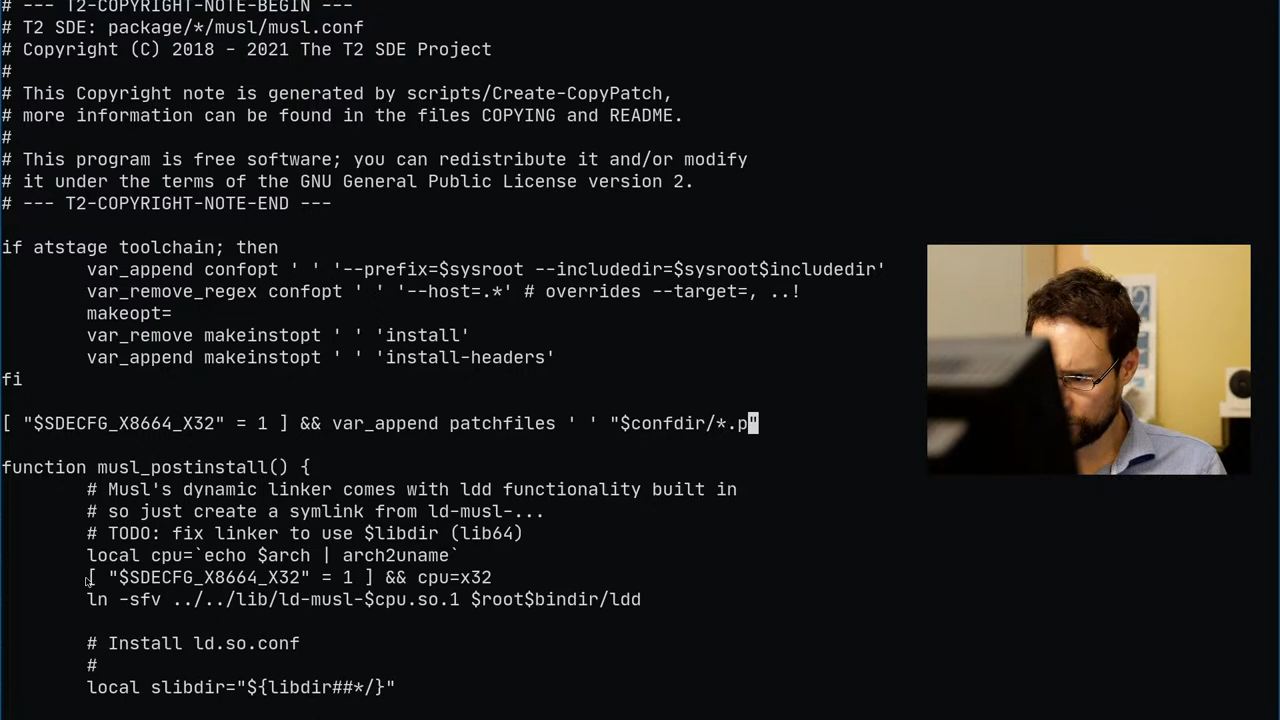 # --- T2-COPYRIGHT-NOTE-BEGIN ---
# T2 SDE: package/*/musl/musl.conf
# Copyright (C) 2018 - 2021 The T2 SDE Project
#
# This Copyright note is generated by scripts/Create-CopyPatch,
# more information can be found in the files COPYING and README.
#
# This program is free software; you can redistribute it and/or modify
# it under the terms of the GNU General Public License version 2.
# --- T2-COPYRIGHT-NOTE-END ---
if atstage toolchain; then
var_append confopt ' ' '--prefix=$sysroot --includedir=$sysroot$includedir'
var_remove_regex confopt ' ' '--host=.*' # overrides --target=, ..!
makeopt=
var_remove makeinstopt ' ' 'install'
var_append makeinstopt ' ' 'install-headers'
fi
[ "$SDECFG_X8664_X32" = 1 ] && var_append patchfiles ' ' "$confdir/*.p"
function musl_postinstall() {
# Musl's dynamic linker comes with ldd functionality built in
# so just create a symlink from ld-musl-...
# TODO: fix linker to use $libdir (lib64)
local cpu=`echo $arch | arch2uname`
[ "$SDECFG_X8664_X32" = 1 ] && cpu=x32
ln -sfv ../../lib/ld-musl-$cpu.so.1 $root$bindir/ldd
# Install ld.so.conf
#
local slibdir="${libdir##*/}"